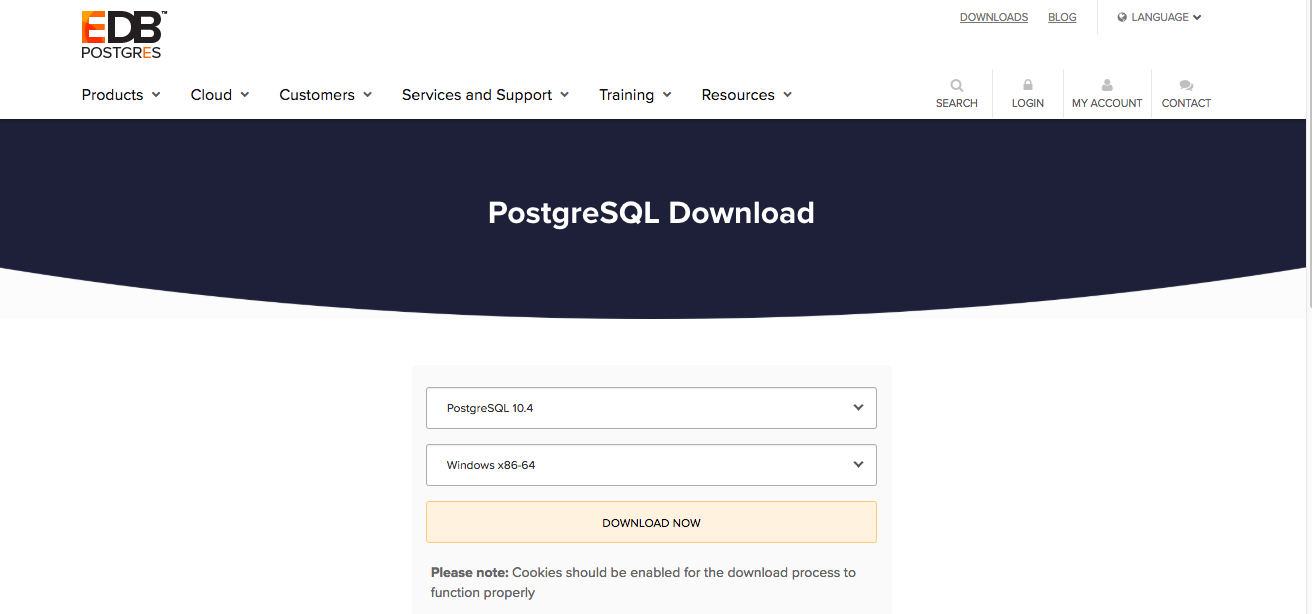 DOWNLOADS BLOG LANGUAGE
EDB™
POSTGRES
Products Cloud Customers Services and Support Training Resources
SEARCH LOGIN MY ACCOUNT CONTACT
PostgreSQL Download
PostgreSQL 10.4
Windows x86-64
DOWNLOAD NOW
Please note: Cookies should be enabled for the download process to
function properly